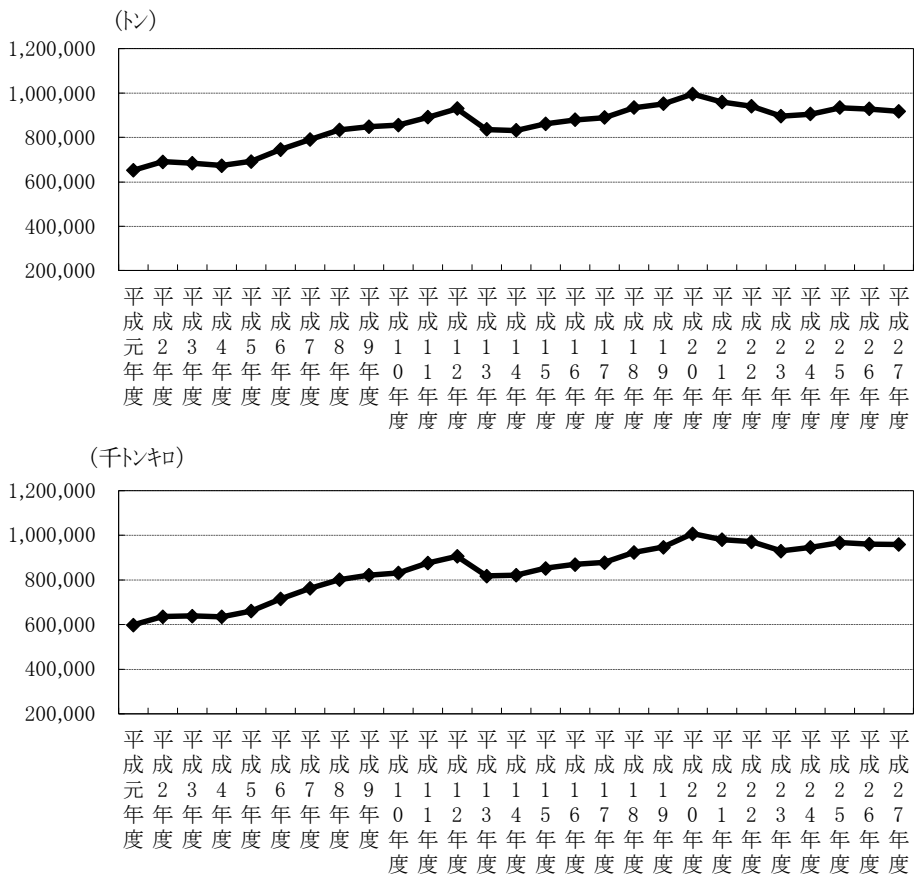 (トン)
1,200,000
1,000,000
800,000
600,000
400,000
200,000
平成元年度
平成2年度
平成3年度
平成4年度
平成5年度
平成6年度
平成7年度
平成8年度
平成9年度
平成10年度
平成11年度
平成12年度
平成13年度
平成14年度
平成15年度
平成16年度
平成17年度
平成18年度
平成19年度
平成20年度
平成21年度
平成22年度
平成23年度
平成24年度
平成25年度
平成26年度
平成27年度
(千トンキロ)
1,200,000
1,000,000
800,000
600,000
400,000
200,000
平成元年度
平成2年度
平成3年度
平成4年度
平成5年度
平成6年度
平成7年度
平成8年度
平成9年度
平成10年度
平成11年度
平成12年度
平成13年度
平成14年度
平成15年度
平成16年度
平成17年度
平成18年度
平成19年度
平成20年度
平成21年度
平成22年度
平成23年度
平成24年度
平成25年度
平成26年度
平成27年度